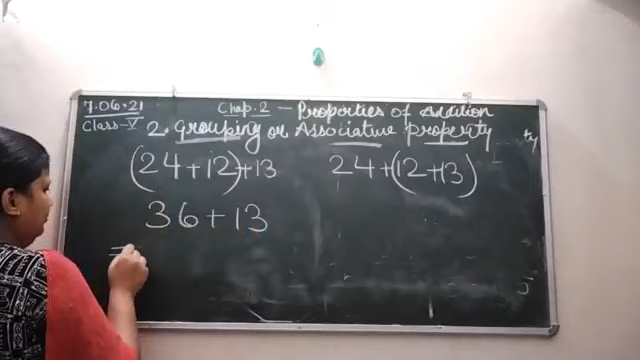 7.06.21
Chap.2 - Properties of Addition
Class-V
2. Grouping or Associative property
(24+12)+13
24+(12+13)
36+13
=